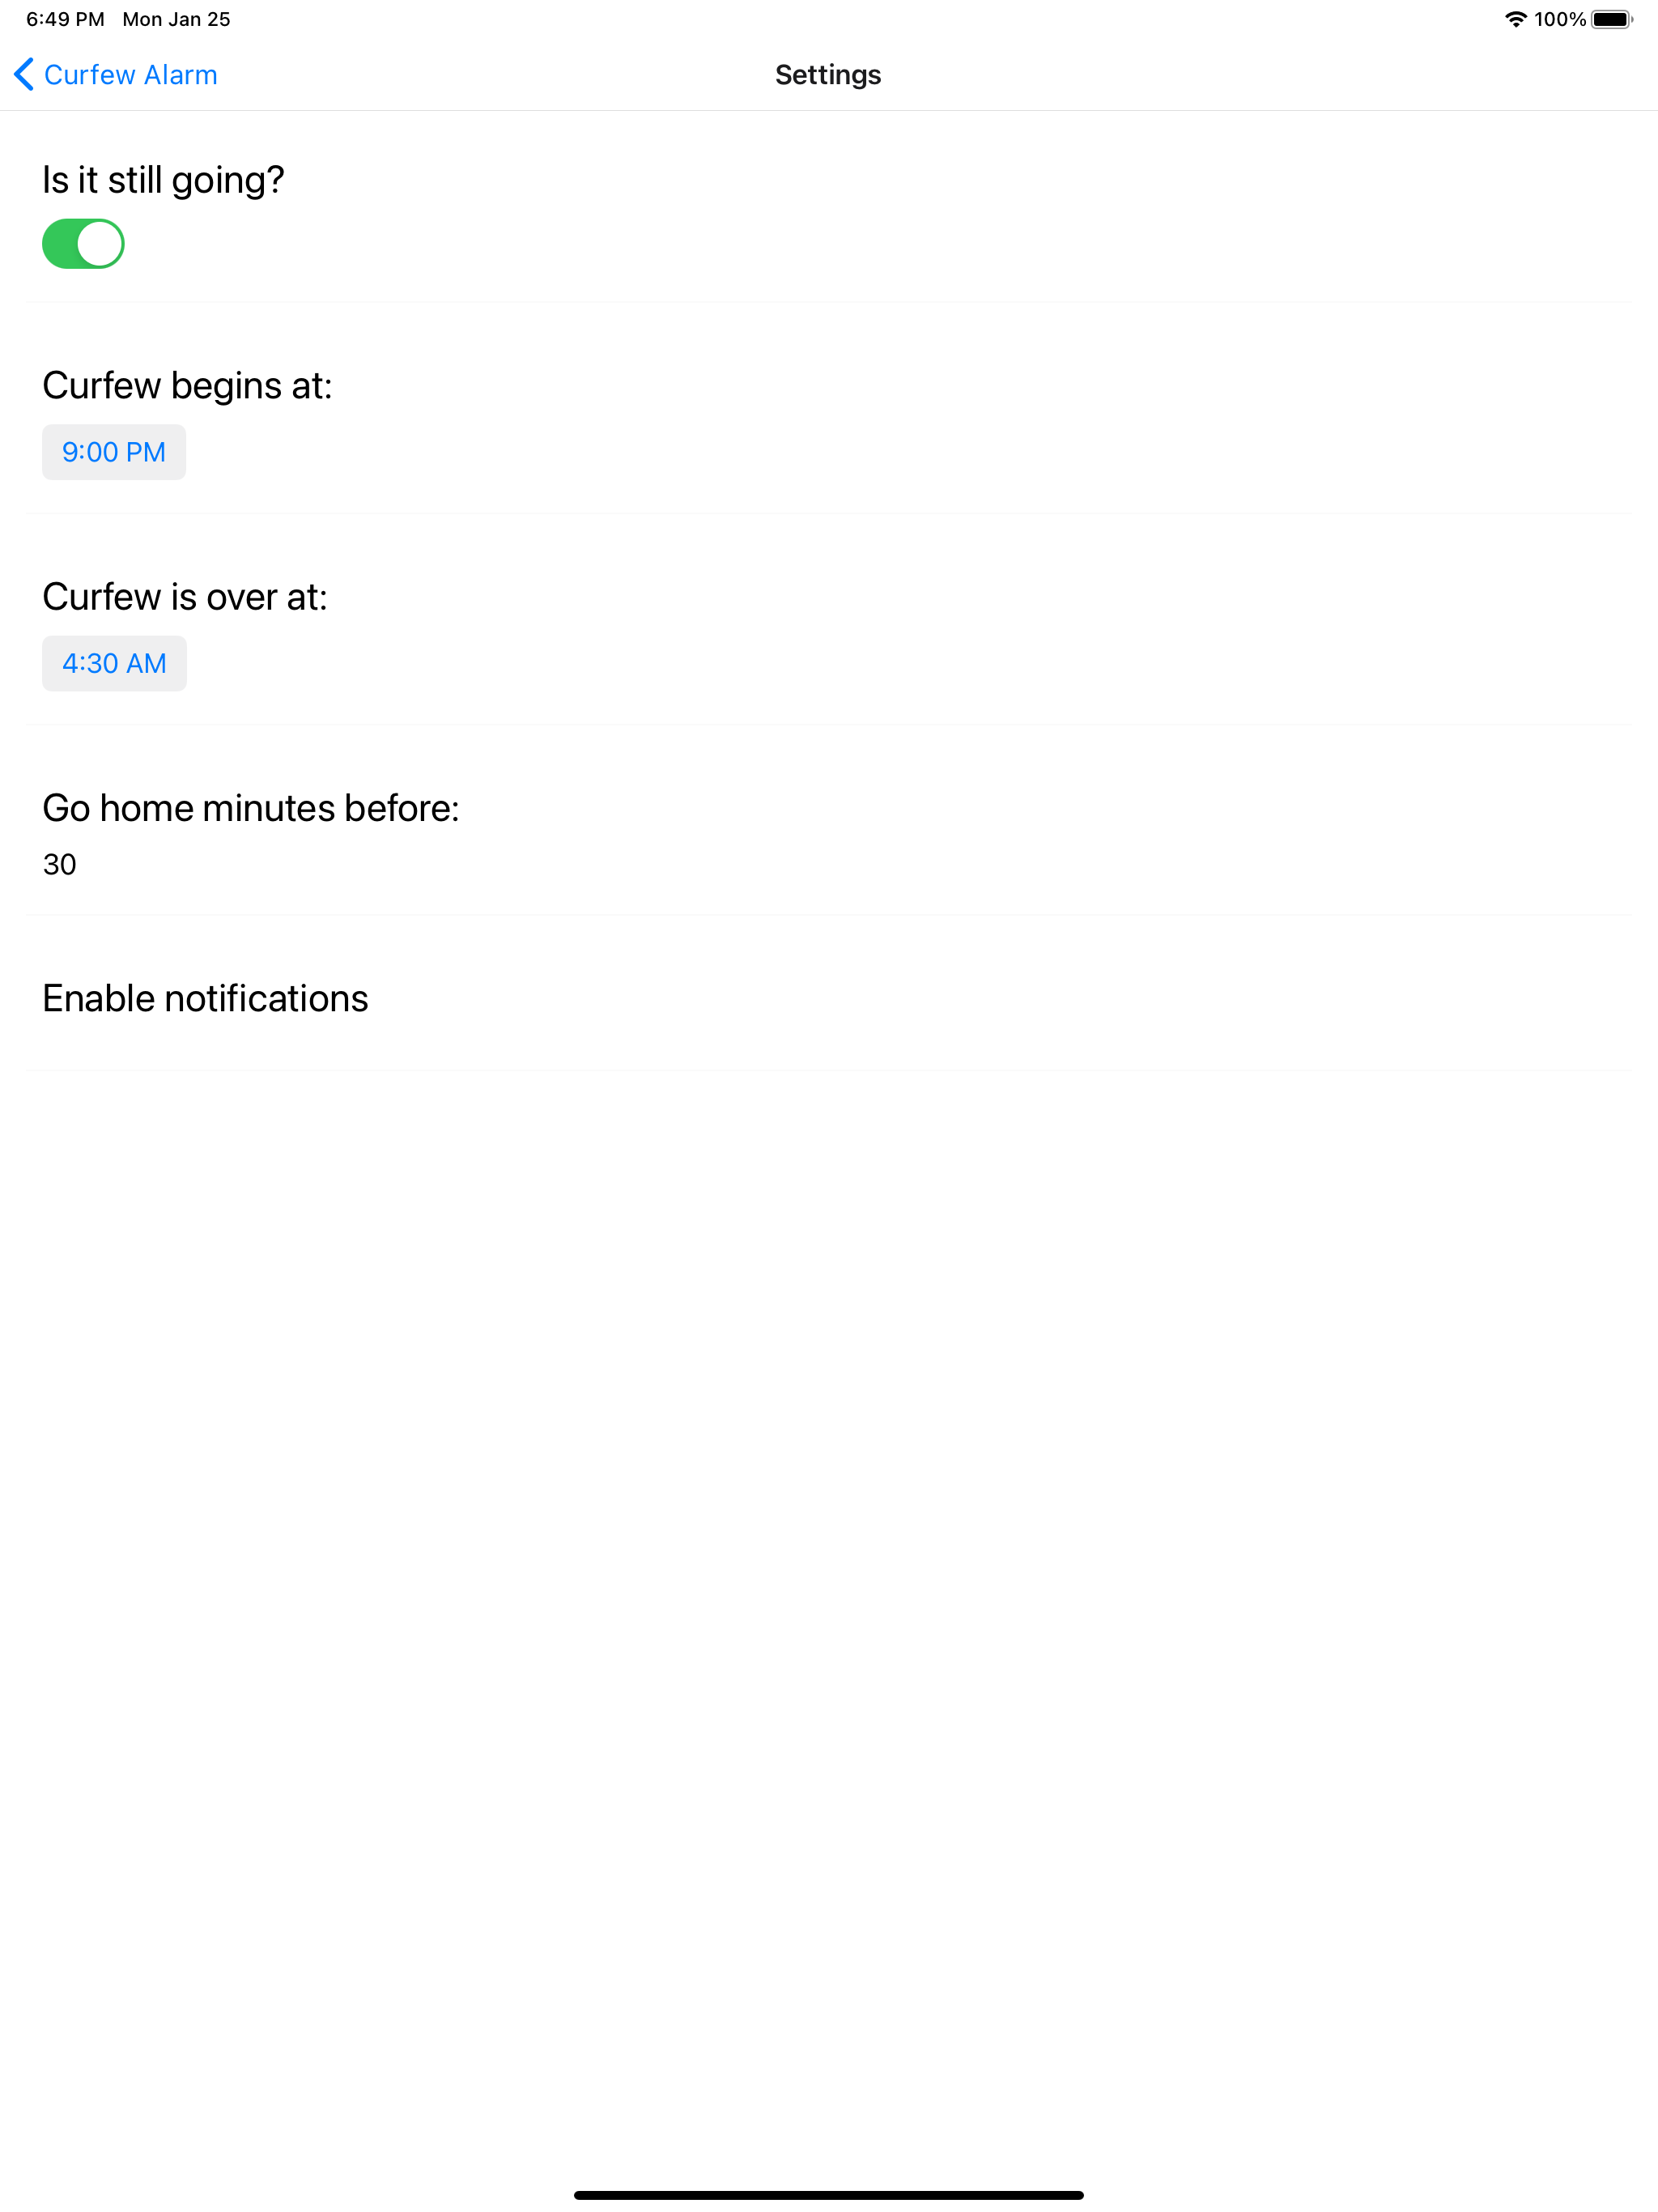 6:49 PM Mon Jan 25 100%
Curfew Alarm Settings
Is it still going?
Curfew begins at:
9:00 PM
Curfew is over at:
4:30 AM
Go home minutes before:
30
Enable notifications